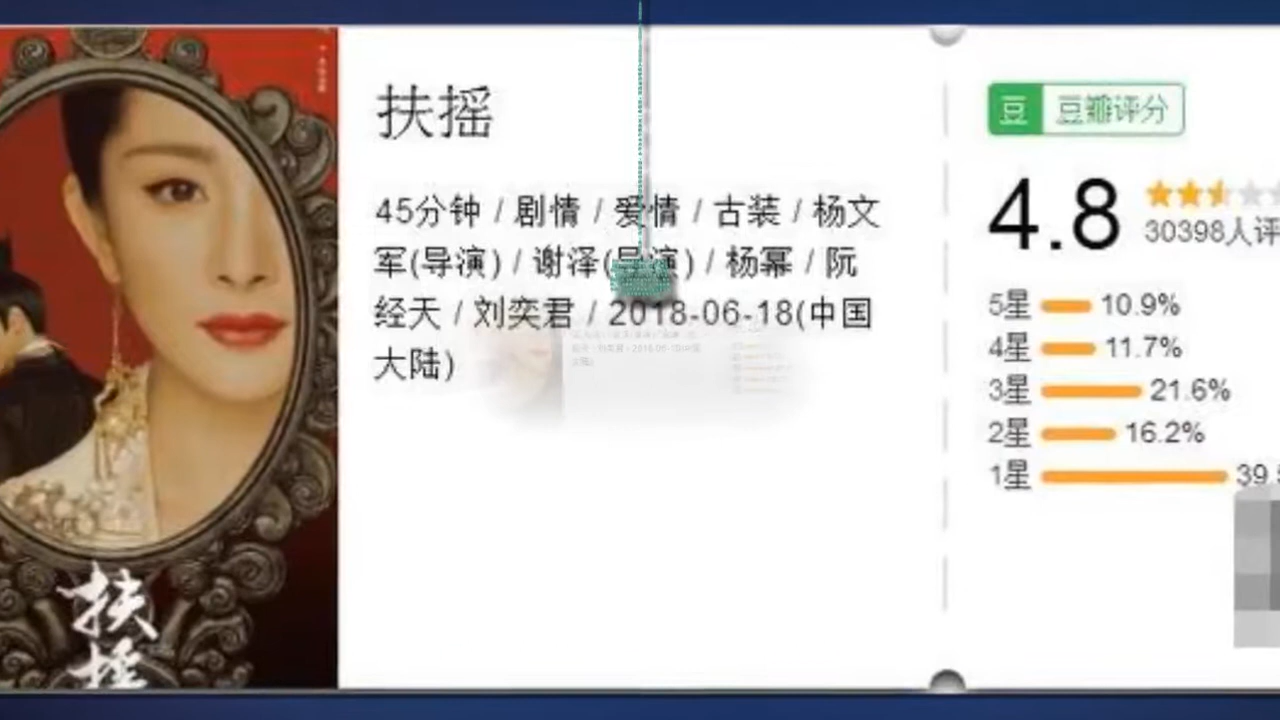 扶摇
45分钟 / 剧情 / 爱情 / 古装 / 杨文
军(导演) / 谢泽(导演) / 杨幂 / 阮
经天 / 刘奕君 / 2018-06-18(中国
大陆)
豆 豆瓣评分
4.8
30398人评
5星 10.9%
4星 11.7%
3星 21.6%
2星 16.2%
1星 39.5
扶摇